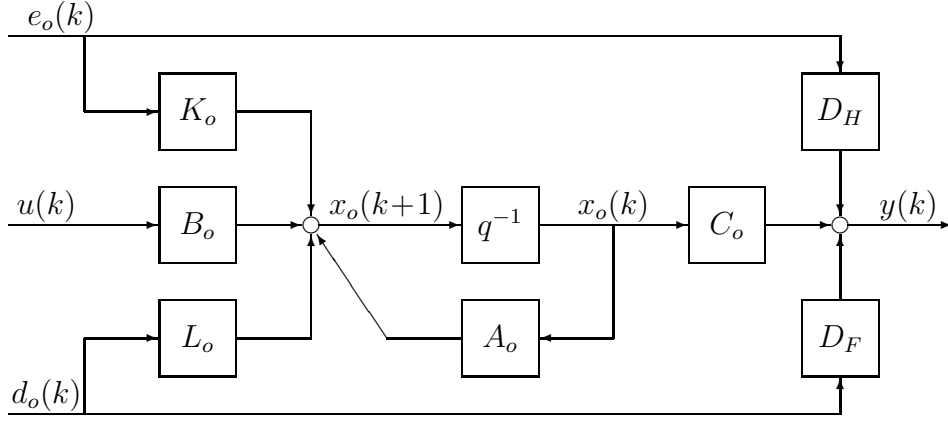 e_o(k)
K_o
D_H
u(k)
B_o
x_o(k+1)
q^{-1}
x_o(k)
C_o
y(k)
L_o
A_o
D_F
d_o(k)